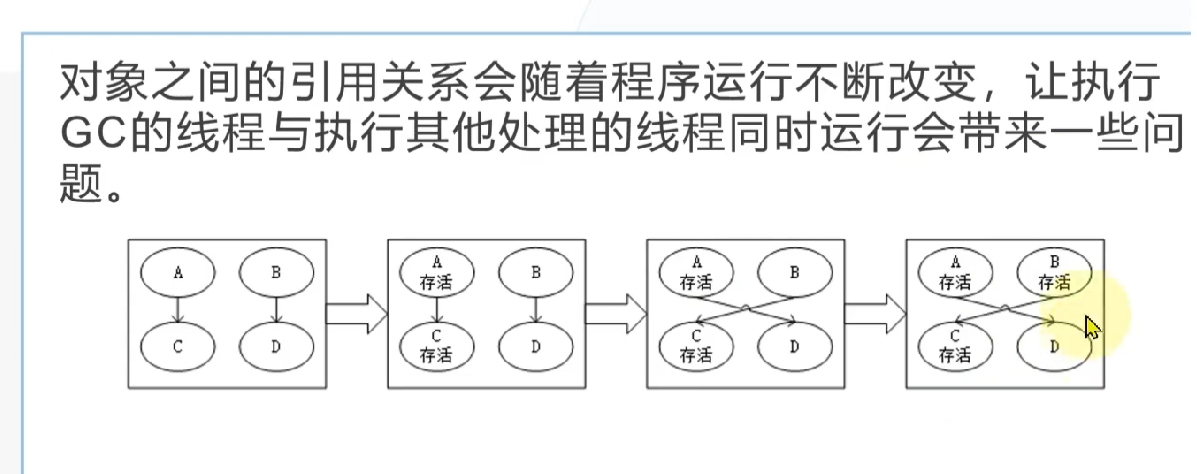 对象之间的引用关系会随着程序运行不断改变，让执行
GC的线程与执行其他处理的线程同时运行会带来一些问
题。
A B
C D
A 存活 B
C 存活 D
A 存活 B
C 存活 D
A 存活 B 存活
C 存活 D